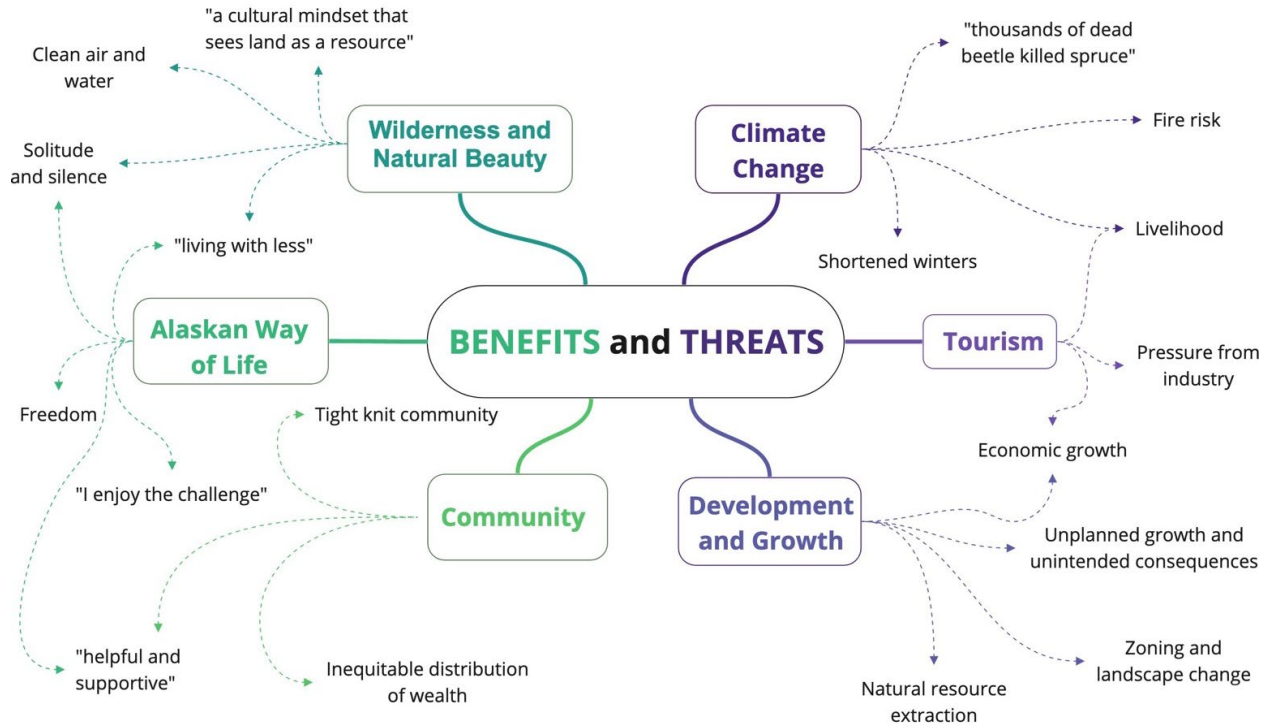 "a cultural mindset that
sees land as a resource"
Clean air and
water
Solitude
and silence
"living with less"
Wilderness and
Natural Beauty
Climate
Change
"thousands of dead
beetle killed spruce"
Fire risk
Livelihood
Shortened winters
Alaskan Way
of Life
BENEFITS and THREATS
Tourism
Pressure from
industry
Economic growth
Freedom
Tight knit community
"I enjoy the challenge"
Community
Development
and Growth
Unplanned growth and
unintended consequences
"helpful and
supportive"
Inequitable distribution
of wealth
Natural resource
extraction
Zoning and
landscape change